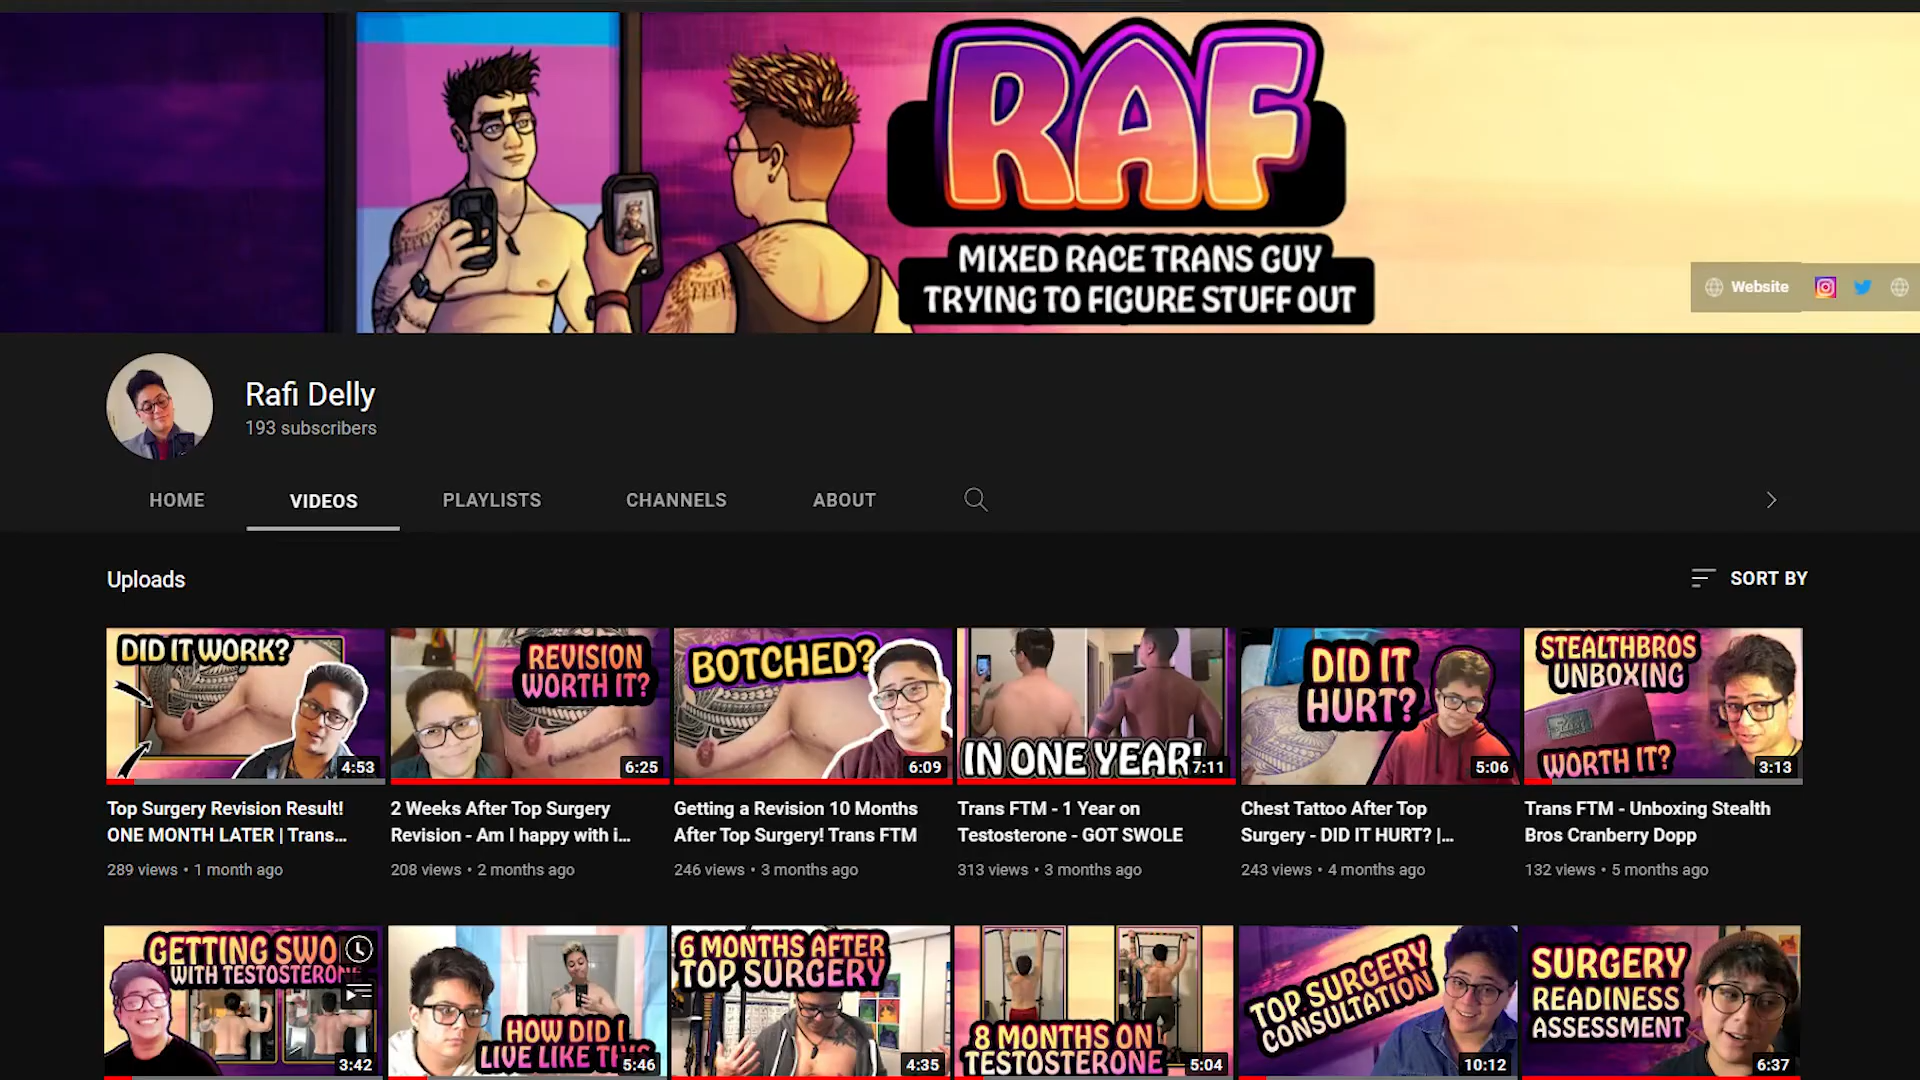 RAF
MIXED RACE TRANS GUY
TRYING TO FIGURE STUFF OUT
Website
Rafi Delly
193 subscribers
HOME
VIDEOS
PLAYLISTS
CHANNELS
ABOUT
Uploads
SORT BY
DID IT WORK?
4:53
REVISION
WORTH IT?
6:25
BOTCHED?
6:09
IN ONE YEAR!
7:11
DID IT
HURT?
5:06
STEALTHBROS
UNBOXING
WORTH IT?
3:13
Top Surgery Revision Result!
ONE MONTH LATER | Trans...
289 views • 1 month ago
2 Weeks After Top Surgery
Revision - Am I happy with i...
208 views • 2 months ago
Getting a Revision 10 Months
After Top Surgery! Trans FTM
246 views • 3 months ago
Trans FTM - 1 Year on
Testosterone - GOT SWOLE
313 views • 3 months ago
Chest Tattoo After Top
Surgery - DID IT HURT? |...
243 views • 4 months ago
Trans FTM - Unboxing Stealth
Bros Cranberry Dopp
132 views • 5 months ago
GETTING SWO
WITH TESTOSTERONE
3:42
HOW DID I
LIVE LIKE THIS
5:46
6 MONTHS AFTER
TOP SURGERY
4:35
8 MONTHS ON
TESTOSTERONE
5:04
TOP SURGERY
CONSULTATION
10:12
SURGERY
READINESS
ASSESSMENT
6:37